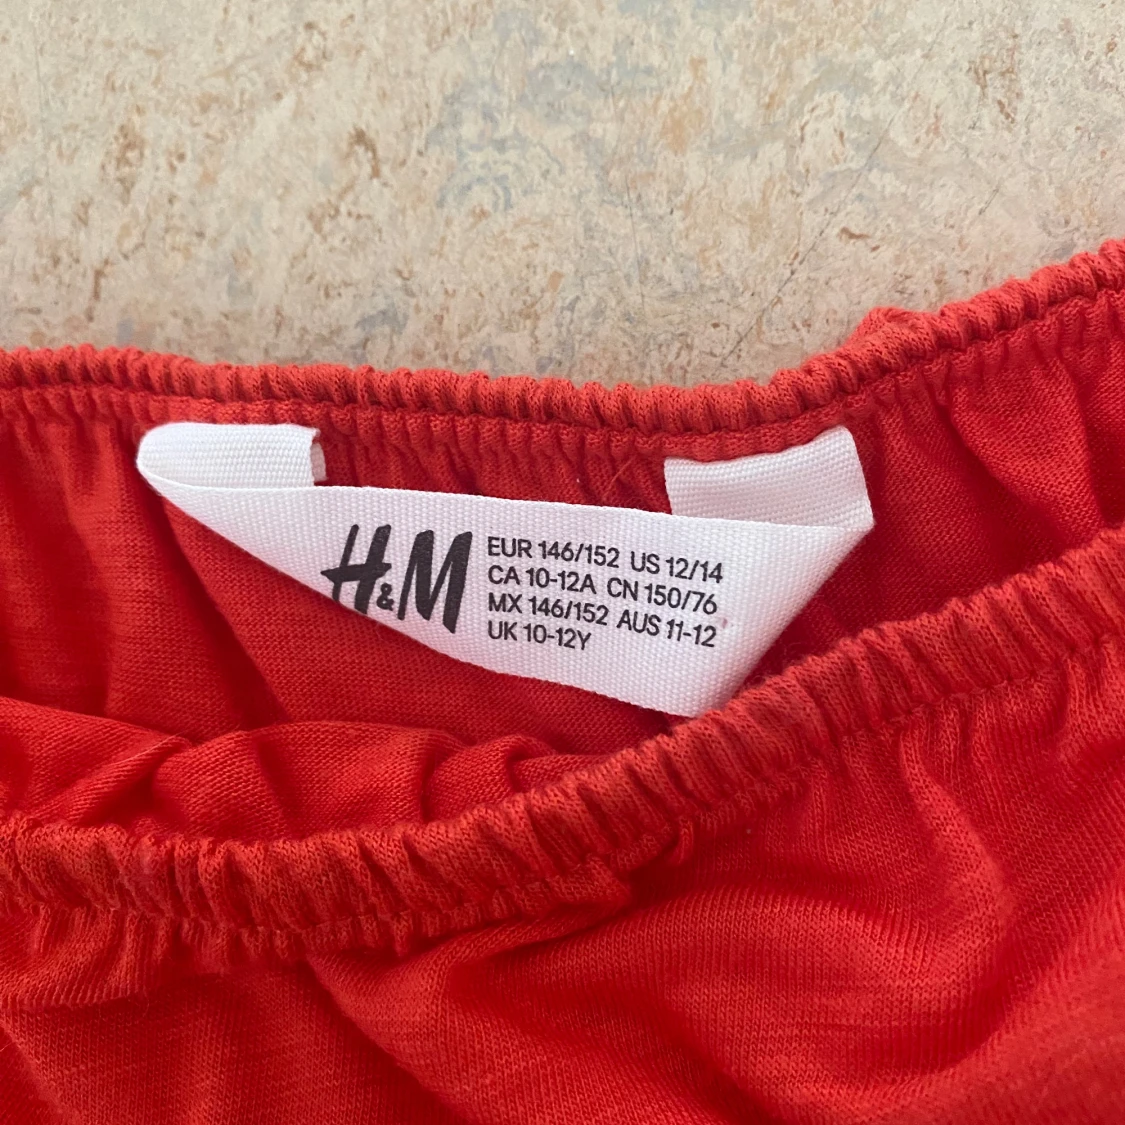 H&M
EUR 146/152 US 12/14
CA 10-12A CN 150/76
MX 146/152 AUS 11-12
UK 10-12Y